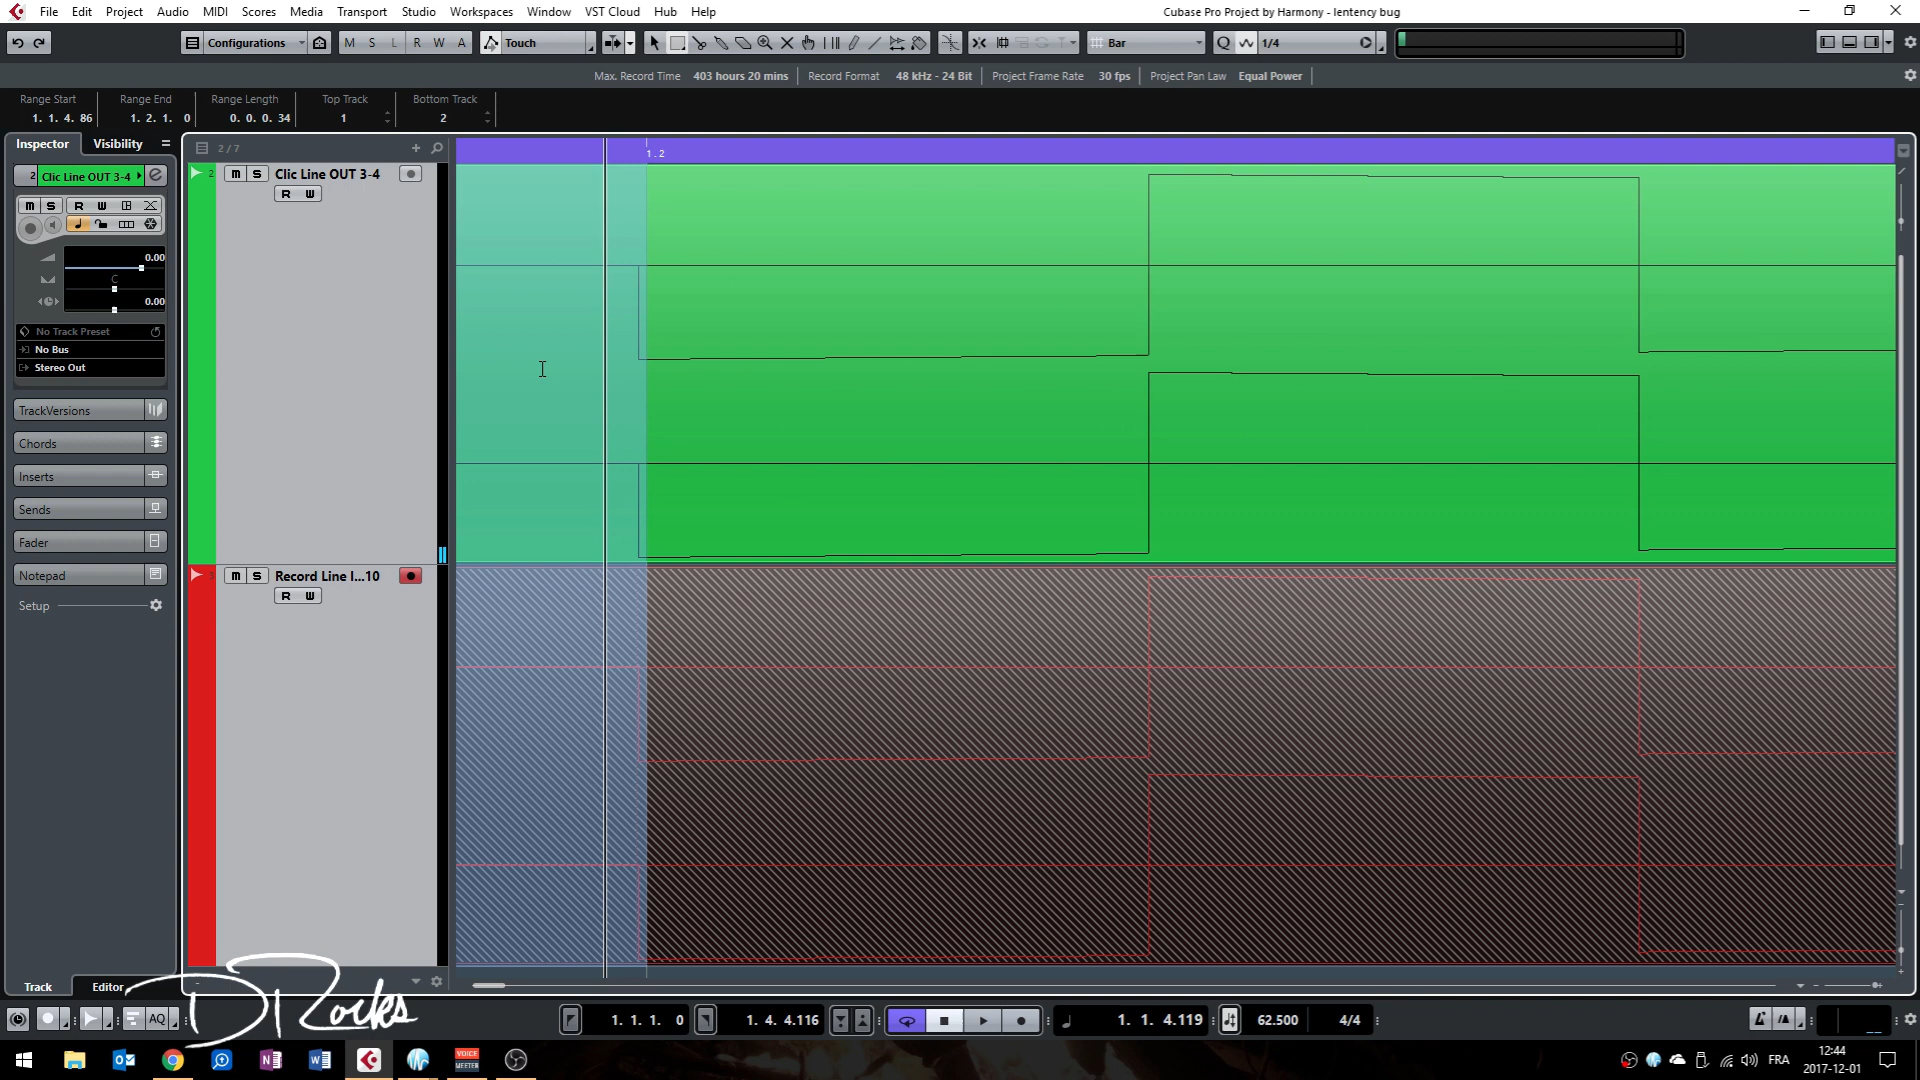 File Edit Project Audio MIDI Scores Media Transport Studio Workspaces Window VST Cloud Hub Help
Cubase Pro Project by Harmony - lentency bug
Configurations M S L R W A Touch Bar Q 1/4
Max. Record Time 403 hours 20 mins Record Format 48 kHz - 24 Bit Project Frame Rate 30 fps Project Pan Law Equal Power
Range Start Range End Range Length Top Track Bottom Track
1. 1. 4. 86 1. 2. 1. 0 0. 0. 0. 34 1 2
Inspector Visibility 2 / 7 1.2
2 Clic Line OUT 3-4 2 m S Clic Line OUT 3-4
R W
m S R W
0.00
C
0.00
No Track Preset
No Bus
Stereo Out
TrackVersions
Chords
Inserts
Sends
Fader
Notepad
m S Record Line I...10
R W
Setup
Track Editor
DRocks
AQ 1. 1. 1. 0 1. 4. 4.116 1. 1. 4.119 62.500 4/4
VOICE MEETER
FRA 12:44
2017-12-01